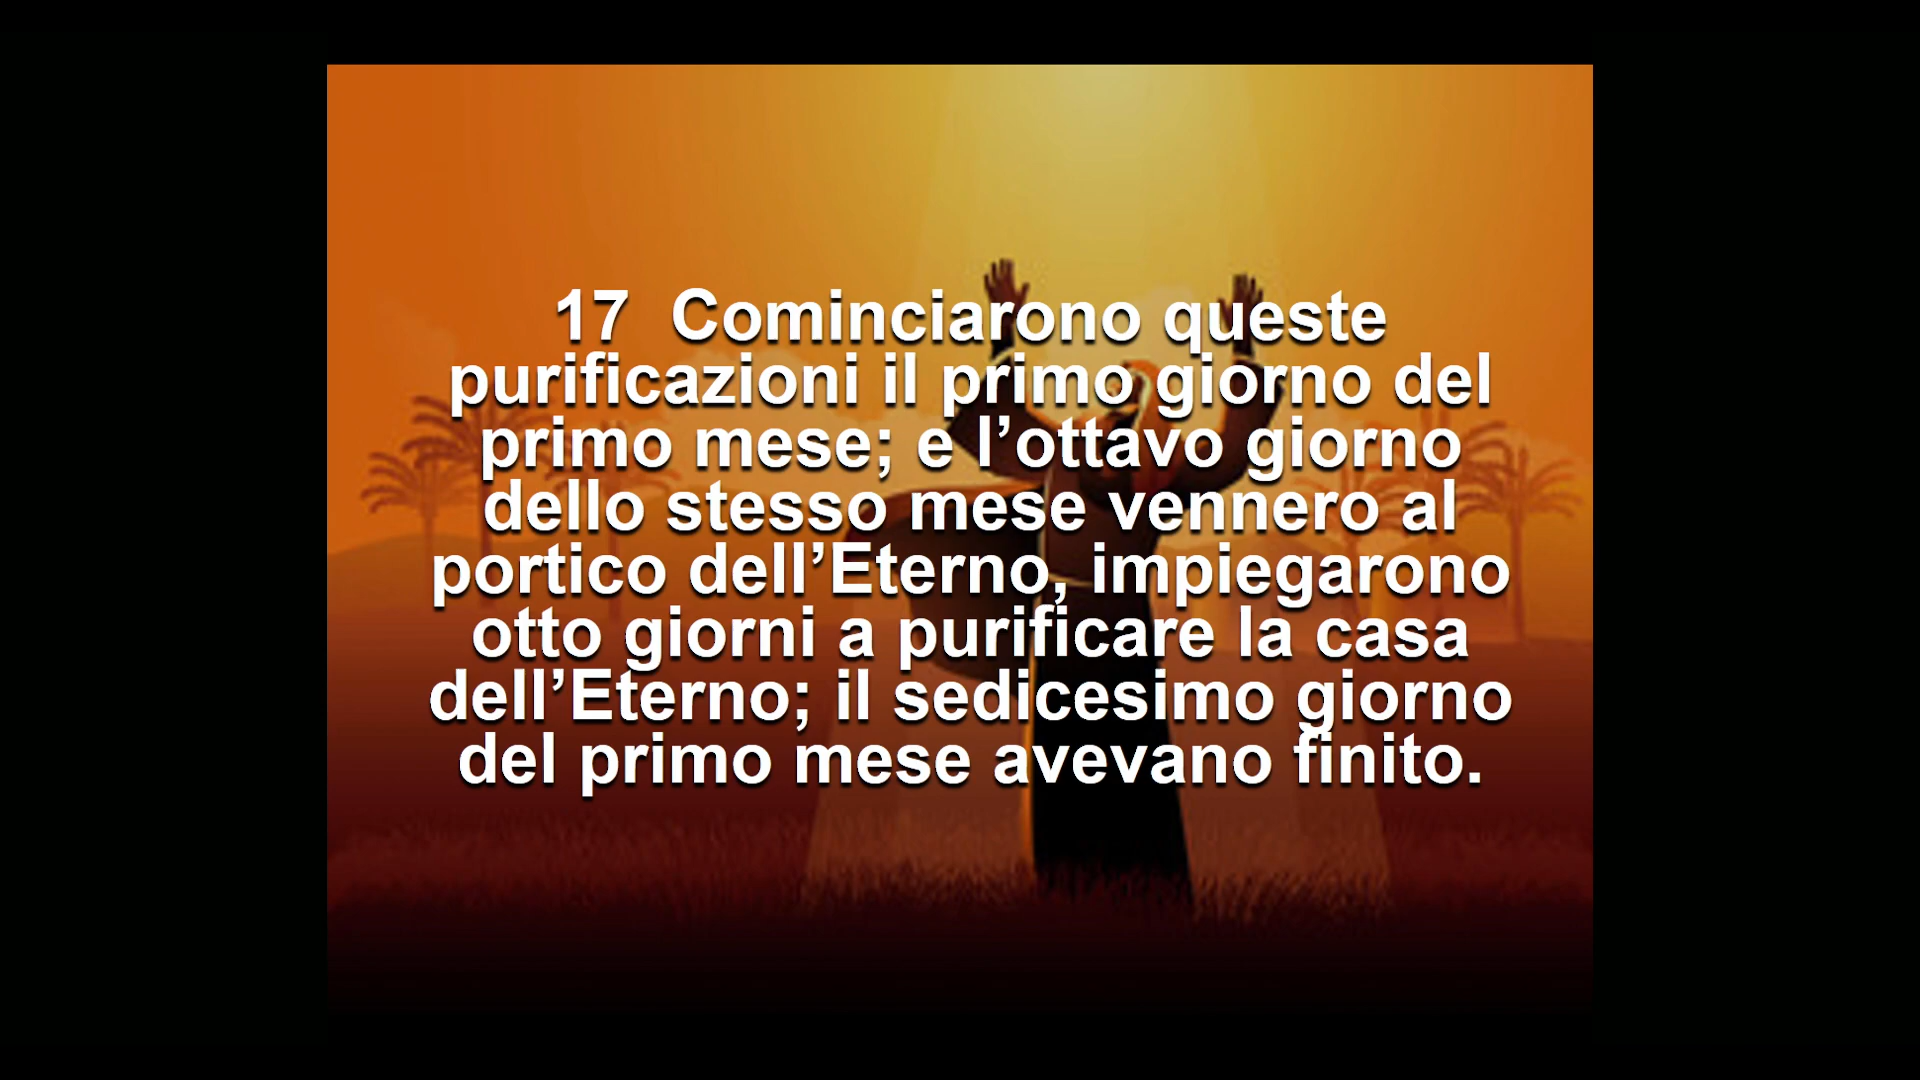 17  Cominciarono queste
purificazioni il primo giorno del
primo mese; e l’ottavo giorno
dello stesso mese vennero al
portico dell’Eterno, impiegarono
otto giorni a purificare la casa
dell’Eterno; il sedicesimo giorno
del primo mese avevano finito.